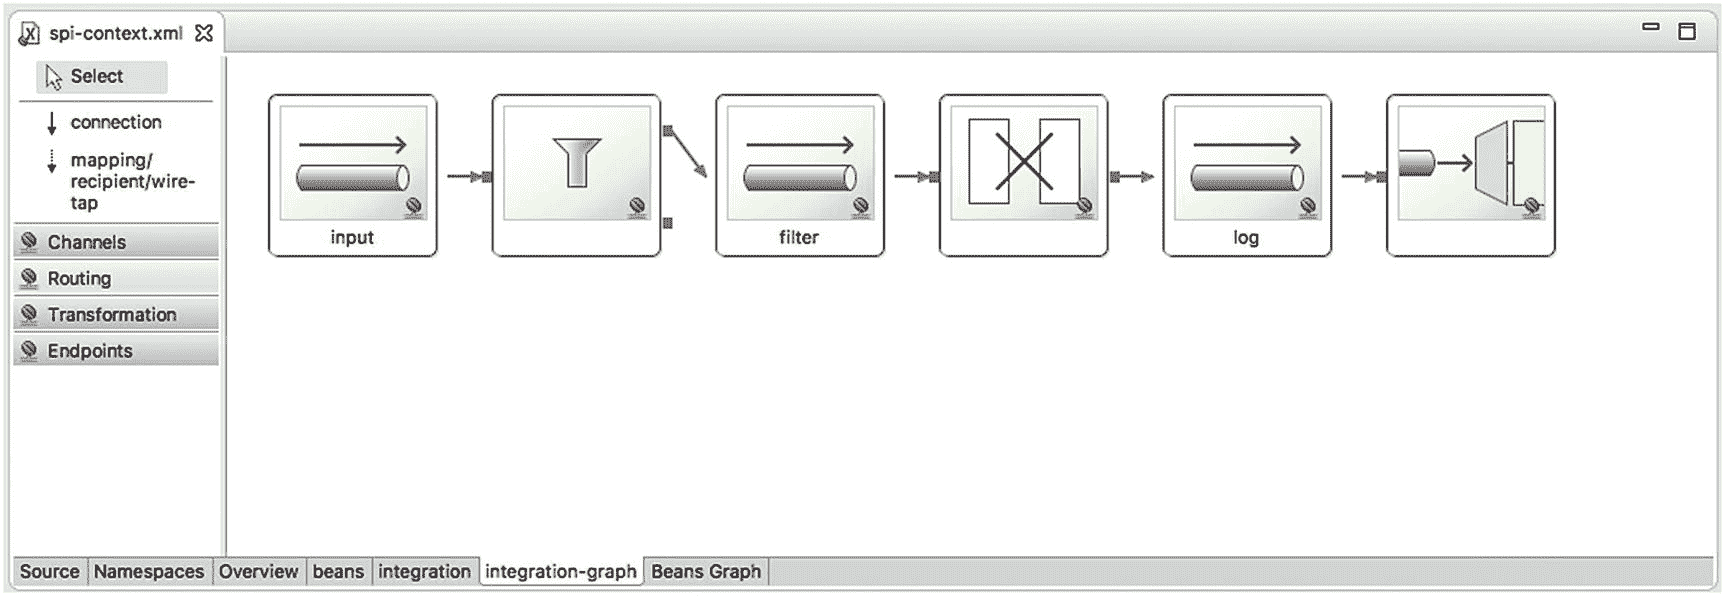 spi-context.xml
Select
connection
mapping/
recipient/wire-
tap
Channels
Routing
Transformation
Endpoints
input
filter
log
Source Namespaces Overview beans integration integration-graph Beans Graph